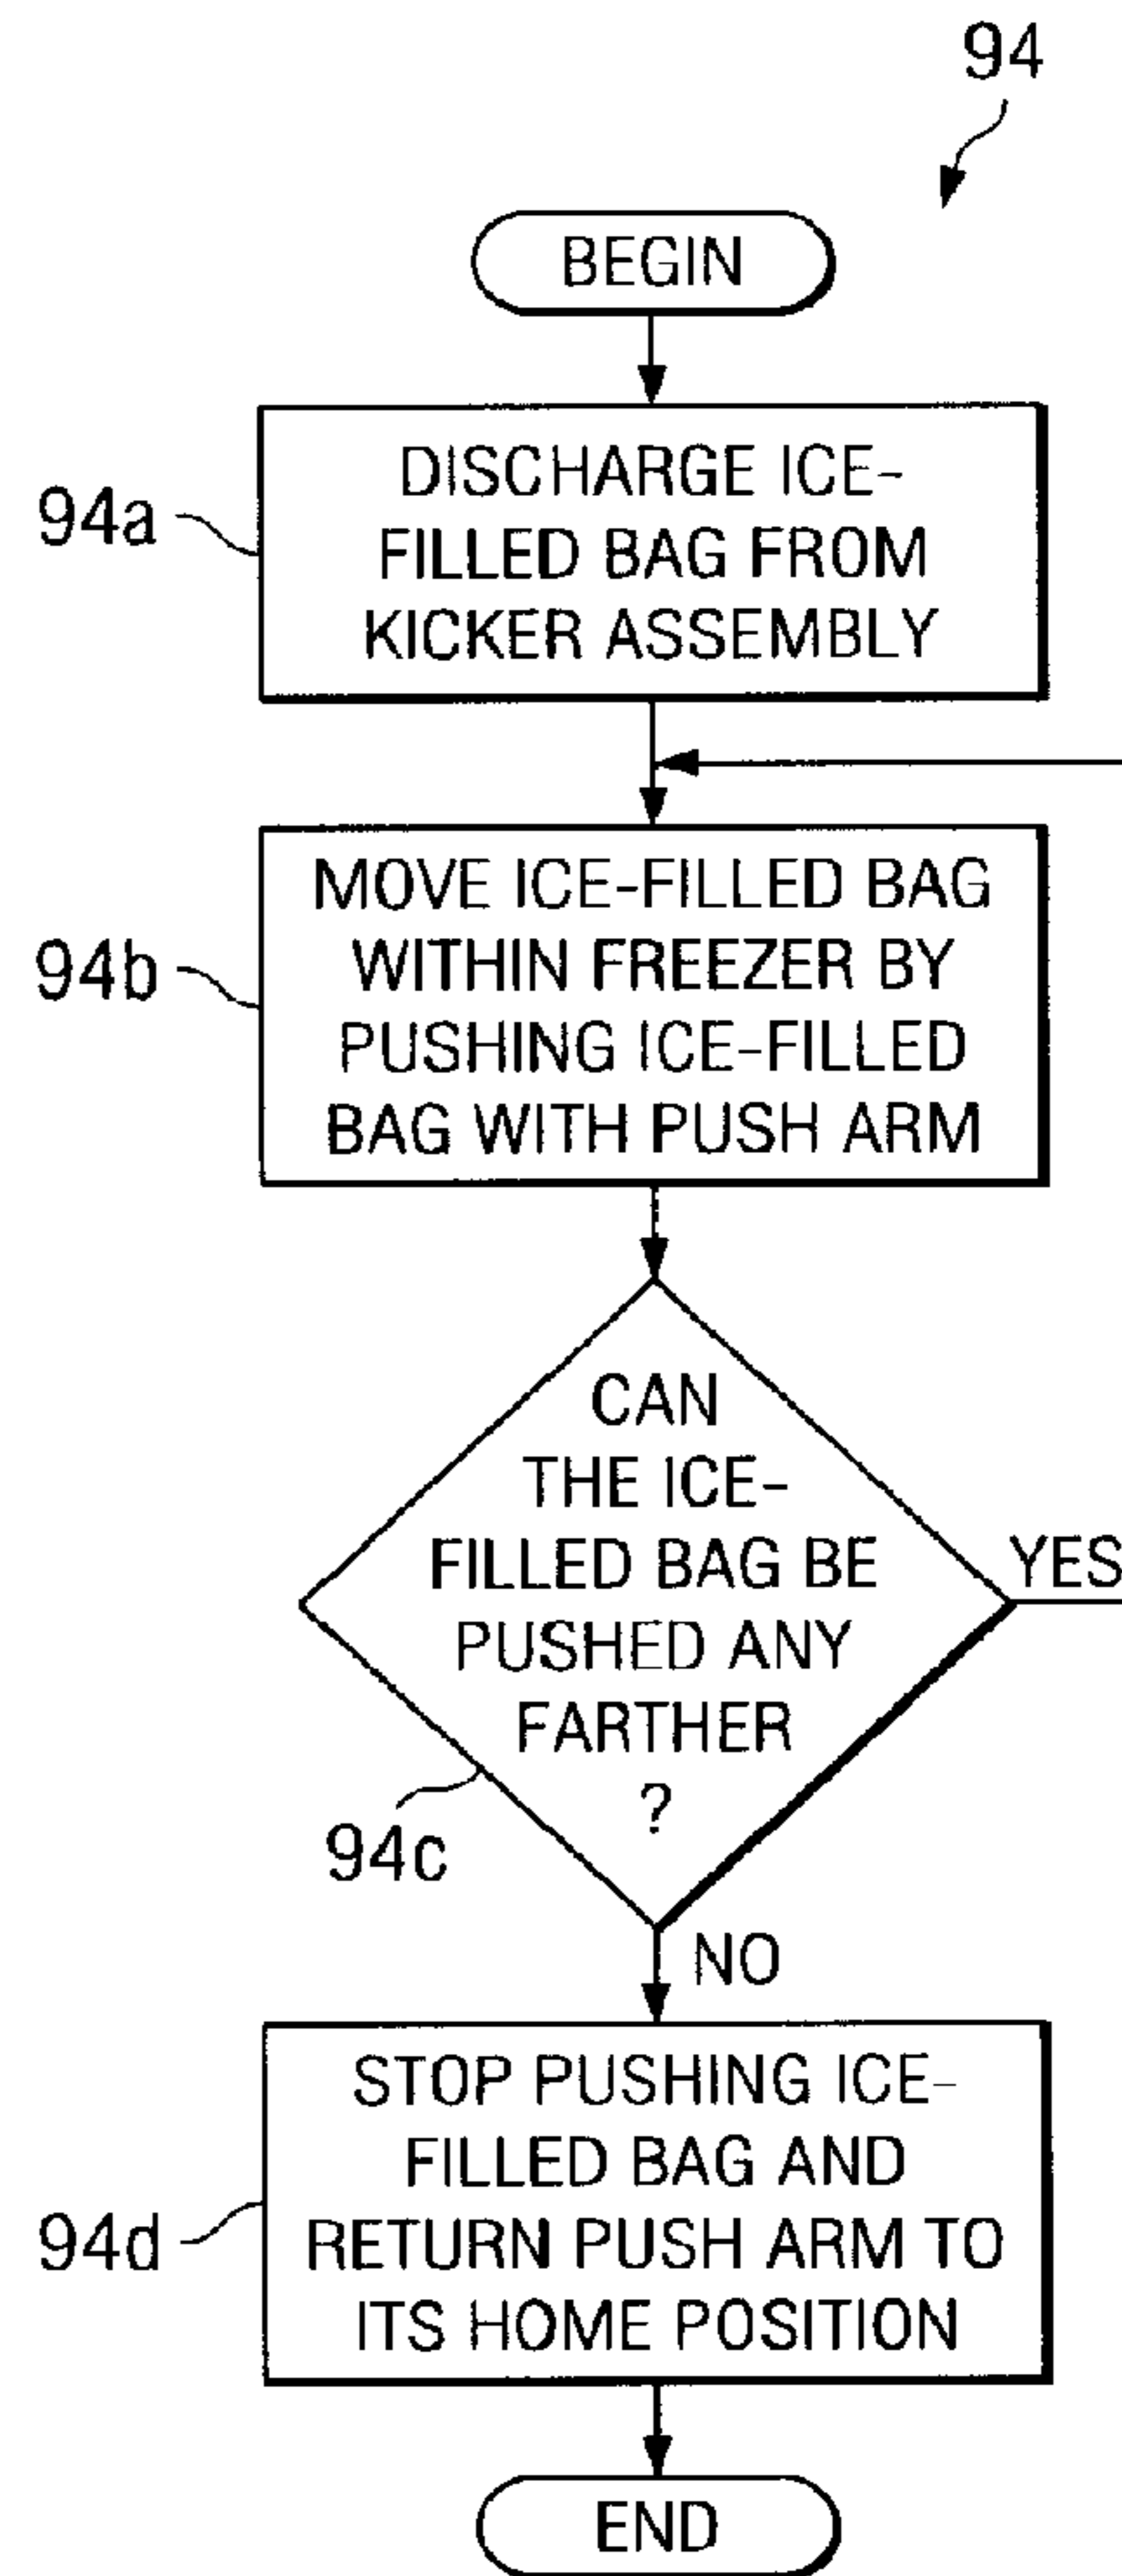 94
BEGIN
94a
DISCHARGE ICE-
FILLED BAG FROM
KICKER ASSEMBLY
94b
MOVE ICE-FILLED BAG
WITHIN FREEZER BY
PUSHING ICE-FILLED
BAG WITH PUSH ARM
CAN
THE ICE-
FILLED BAG BE
PUSHED ANY
FARTHER
?
YES
94c
NO
94d
STOP PUSHING ICE-
FILLED BAG AND
RETURN PUSH ARM TO
ITS HOME POSITION
END